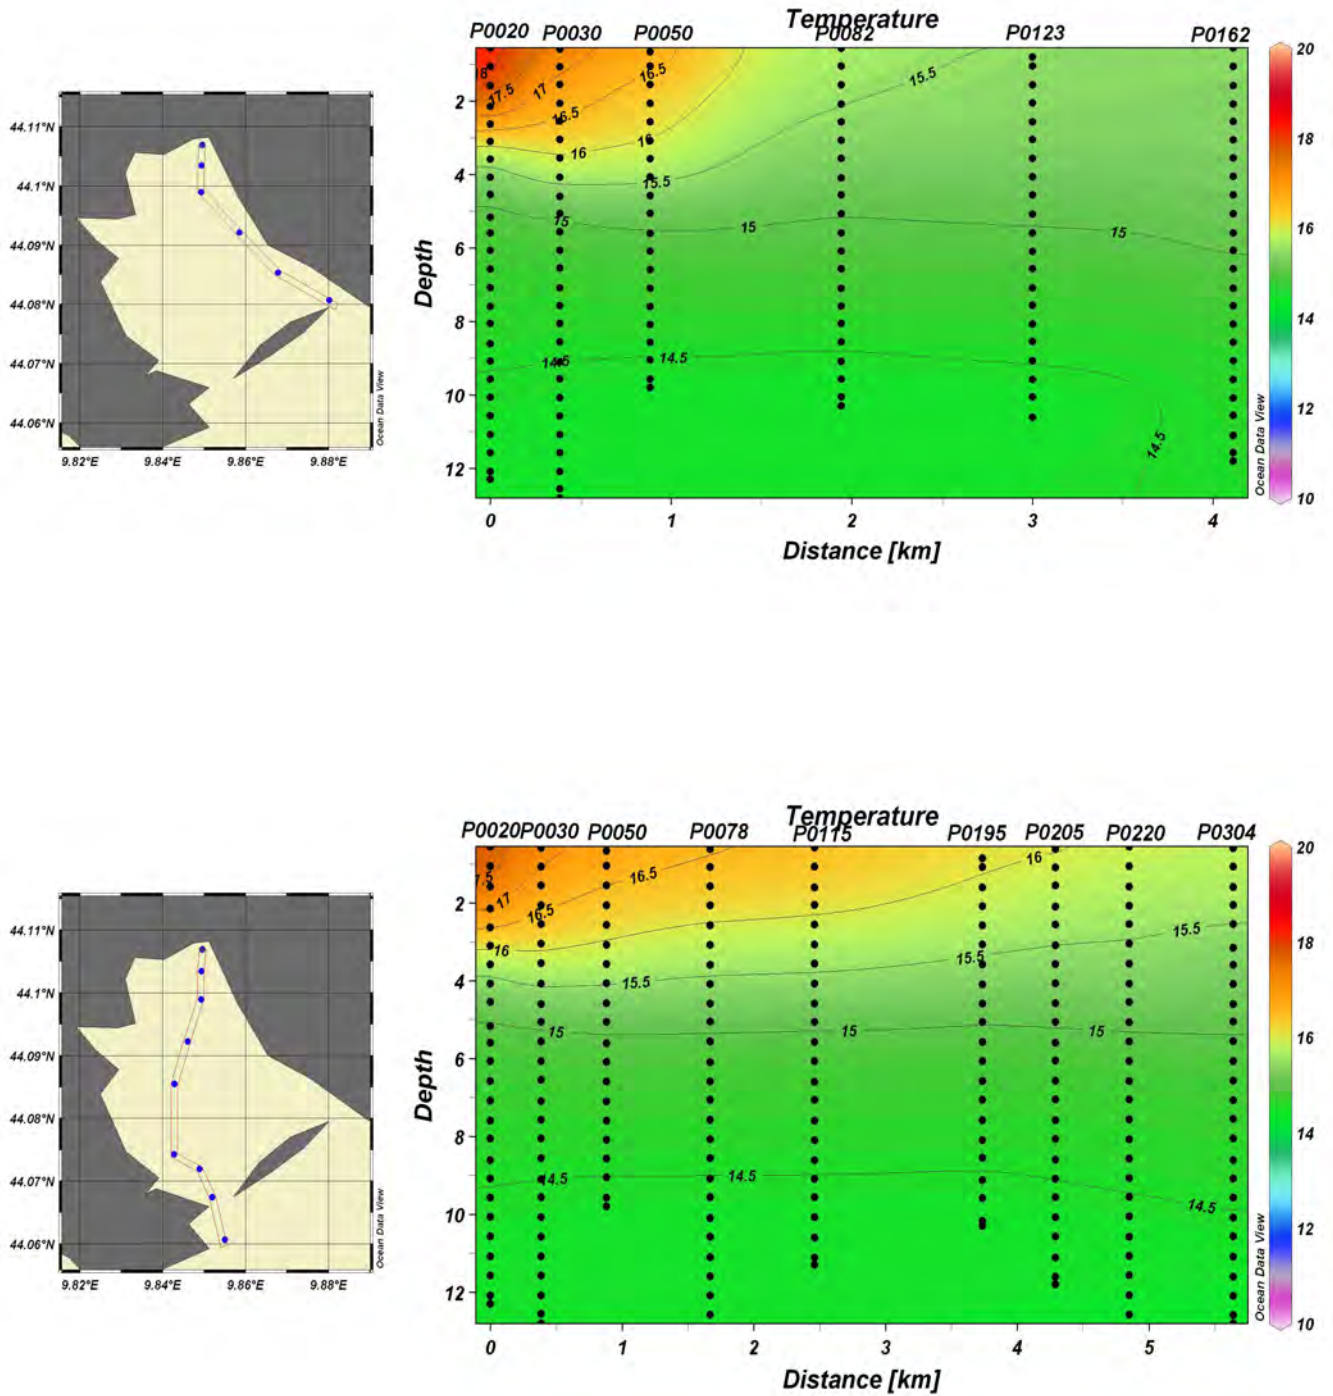 Temperature
P0020 P0030 P0050 P0082 P0123 P0162
18 17.5 17 16.5 16.5 16 16 15.5 15.5
15 15 15
14.5 14.5 14.5
Depth
2
4
6
8
10
12
0 1 2 3 4
Distance [km]
20
18
16
14
12
10
Ocean Data View
44.11°N
44.1°N
44.09°N
44.08°N
44.07°N
44.06°N
9.82°E 9.84°E 9.86°E 9.88°E
Ocean Data View
Temperature
P0020 P0030 P0050 P0078 P0115 P0195 P0205 P0220 P0304
7.5 17 16.5 16.5 16 16
15.5 15.5 15.5
15 15 15
14.5 14.5 14.5
Depth
2
4
6
8
10
12
0 1 2 3 4 5
Distance [km]
20
18
16
14
12
10
Ocean Data View
44.11°N
44.1°N
44.09°N
44.08°N
44.07°N
44.06°N
9.82°E 9.84°E 9.86°E 9.88°E
Ocean Data View